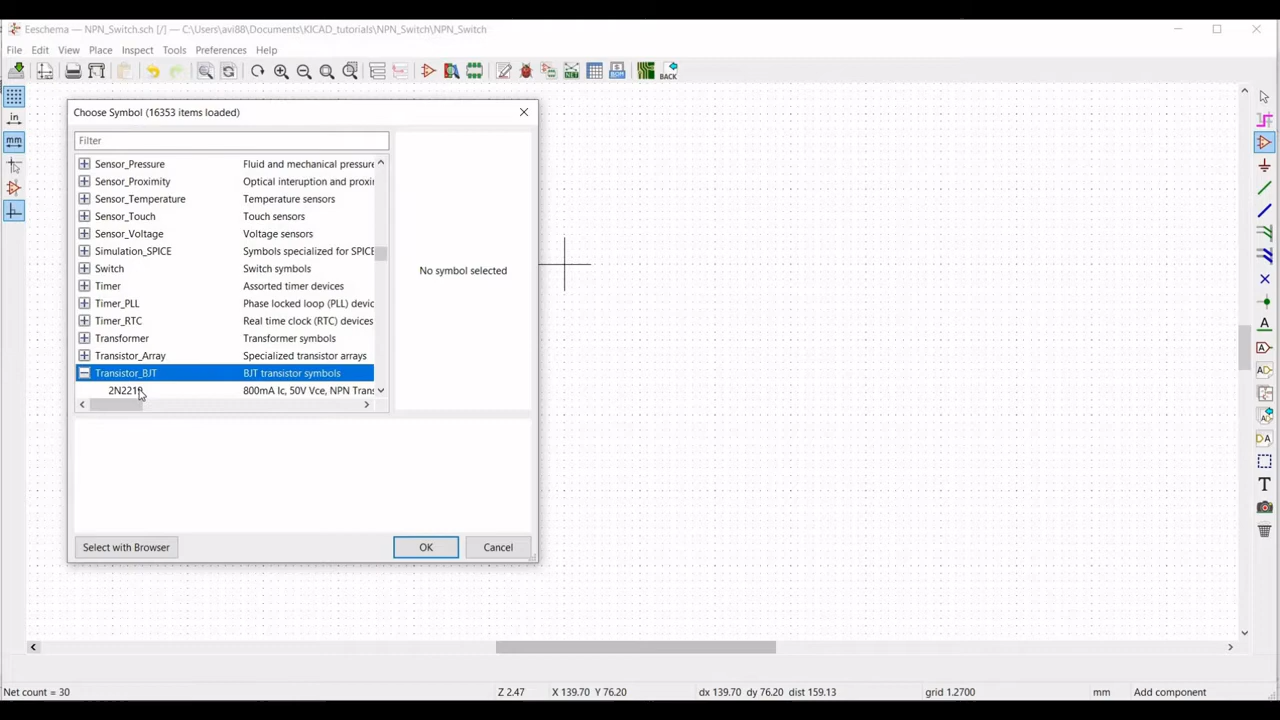 Eeschema — NPN_Switch.sch [/] — C:\Users\avi88\Documents\KICAD_tutorials\NPN_Switch\NPN_Switch
File Edit View Place Inspect Tools Preferences Help
NET
BOM
BACK
in
mm
Choose Symbol (16353 items loaded)
Filter
Sensor_Pressure Fluid and mechanical pressure
Sensor_Proximity Optical interuption and proxi
Sensor_Temperature Temperature sensors
Sensor_Touch Touch sensors
Sensor_Voltage Voltage sensors
Simulation_SPICE Symbols specialized for SPICE
Switch Switch symbols
Timer Assorted timer devices
Timer_PLL Phase locked loop (PLL) devic
Timer_RTC Real time clock (RTC) devices
Transformer Transformer symbols
Transistor_Array Specialized transistor arrays
Transistor_BJT BJT transistor symbols
2N2219 800mA Ic, 50V Vce, NPN Trans
No symbol selected
Select with Browser OK Cancel
A
A
A
A
A
T
Net count = 30 Z 2.47 X 139.70 Y 76.20 dx 139.70 dy 76.20 dist 159.13 grid 1.2700 mm Add component